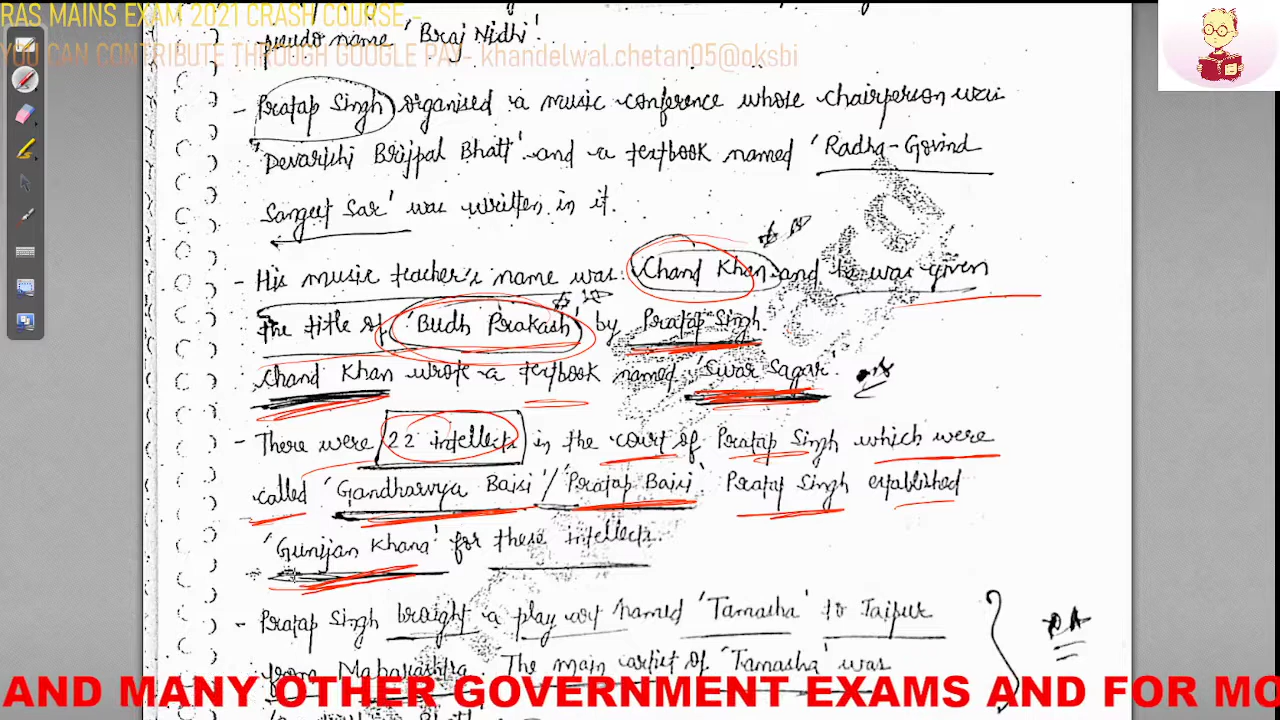 RAS MAINS EXAM 2021 CRASH COURSE -
YOU CAN CONTRIBUTE THROUGH GOOGLE PAY- khandelwal.chetan05@oksbi
pseudo name 'Braj Nidhi'.
- Pratap Singh organised a music conference whose chairperson was
'Devarshi Brijpal Bhatt' and a textbook named 'Radha-Govind
Sangeet Sar' was written in it.
- His music teacher's name was Chand Khan and he was given
the title of 'Budh Prakash' by Pratap Singh.
Chand Khan wrote a textbook named 'Swar Sagar'.
- There were 22 intellects in the court of Pratap Singh which were
called 'Gandharvya Baisi'/'Pratap Baisi' Pratap Singh established
'Gunijan Khana' for these intellects.
- Pratap Singh brought a play art named 'Tamasha' to Jaipur
from Maharashtra. The main artist of 'Tamasha' was
Bhatt
AND MANY OTHER GOVERNMENT EXAMS AND FOR MO